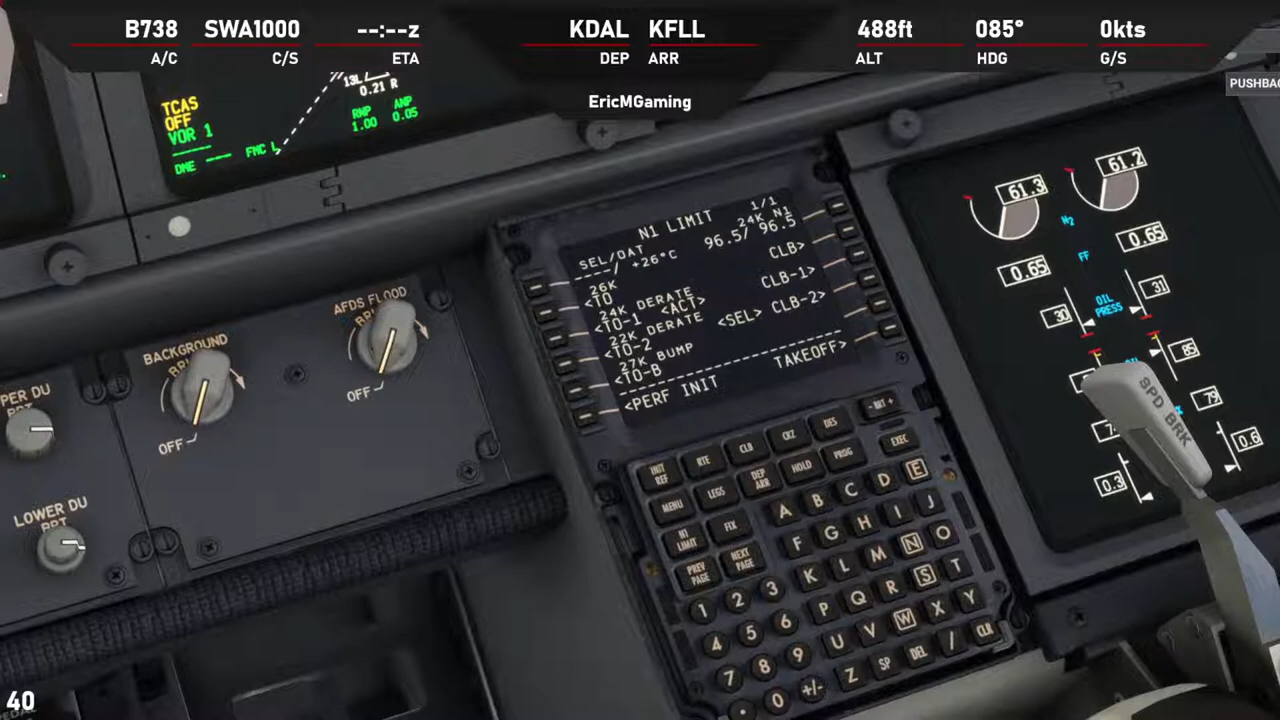 B738 SWA1000 --:--z KDAL KFLL 488ft 085° 0kts
A/C C/S ETA DEP ARR ALT HDG G/S
EricMGaming
PUSHBAC
TCAS
OFF
VOR 1
DME --- FMC L
13L
0.21 R
RNP ANP
1.00 0.05
N1 LIMIT 1/1
SEL/OAT 24K N1
----/ +26°C 96.5/ 96.5
26K
<TO CLB>
24K DERATE
<TO-1 <ACT> CLB-1>
22K DERATE
<TO-2 <SEL> CLB-2>
27K BUMP
<TO-B
<PERF INIT TAKEOFF>
INIT REF
RTE
CLB
CRZ
DES
- BRT +
MENU
LEGS
DEP ARR
HOLD
PROG
EXEC
N1 LIMIT
FIX
PREV PAGE
NEXT PAGE
A B C D E
F G H I J
K L M N O
P Q R S T
U V W X Y
Z SP DEL / CLR
1 2 3
4 5 6
7 8 9
. 0 +/-
BACKGROUND
OFF
AFDS FLOOD
OFF
PER DU
LOWER DU
BRT
61.3 61.2
N2
0.65 FF 0.65
30 OIL PRESS 31
85
79
0.3 0.6
SPD BRK
40